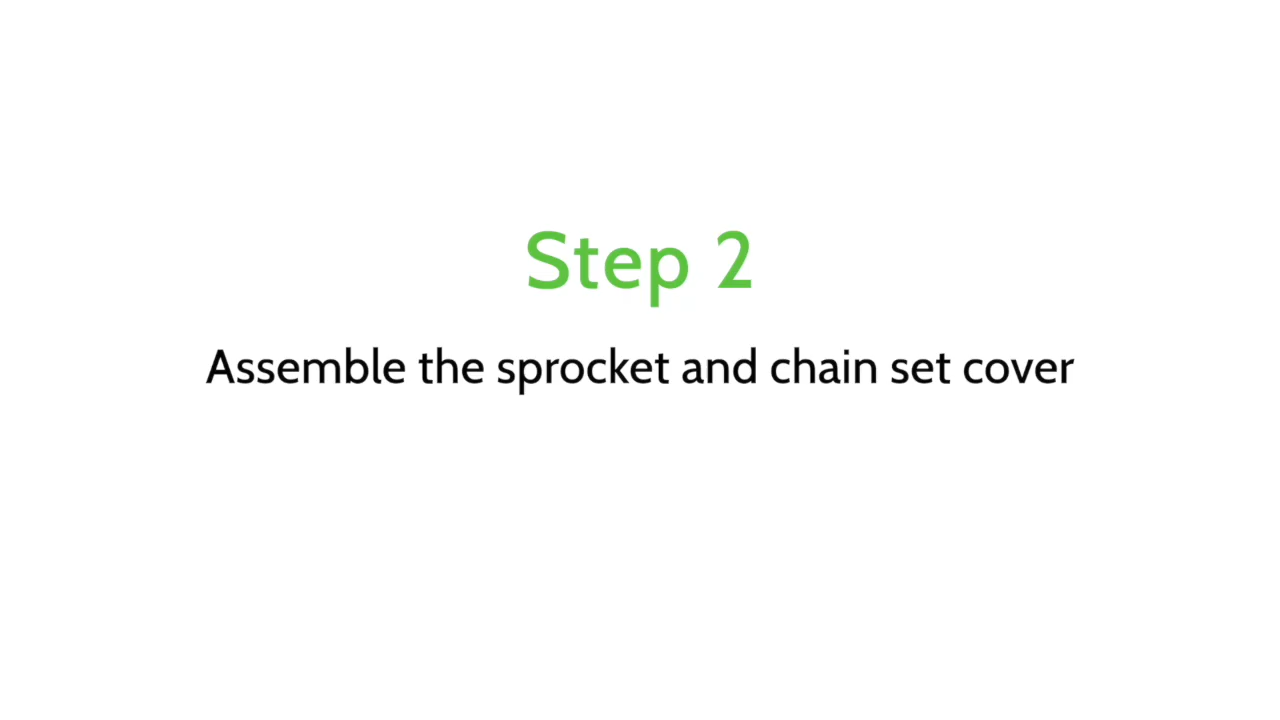 Step 2
Assemble the sprocket and chain set cover